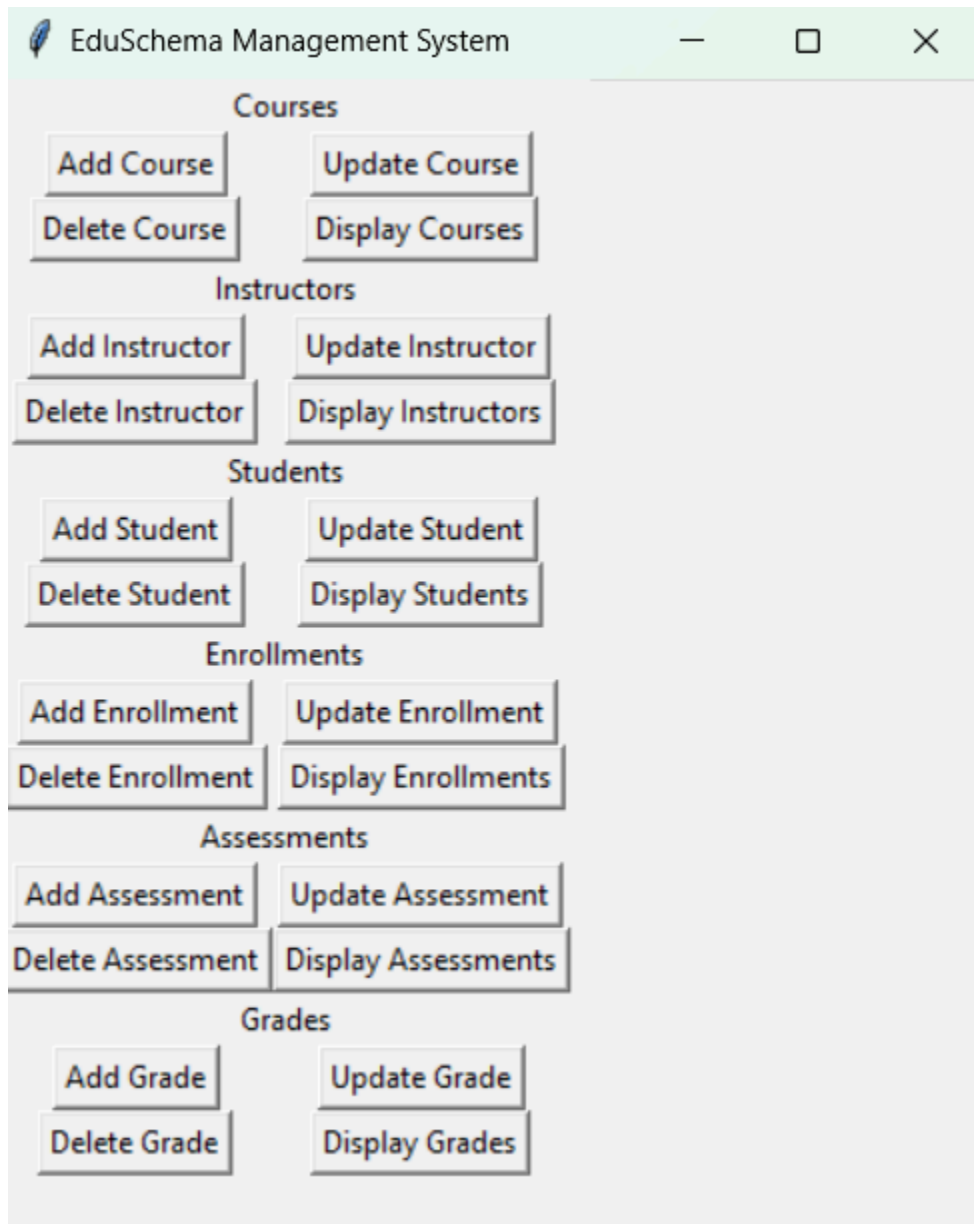 EduSchema Management System
Courses
Add Course Update Course
Delete Course Display Courses
Instructors
Add Instructor Update Instructor
Delete Instructor Display Instructors
Students
Add Student Update Student
Delete Student Display Students
Enrollments
Add Enrollment Update Enrollment
Delete Enrollment Display Enrollments
Assessments
Add Assessment Update Assessment
Delete Assessment Display Assessments
Grades
Add Grade Update Grade
Delete Grade Display Grades